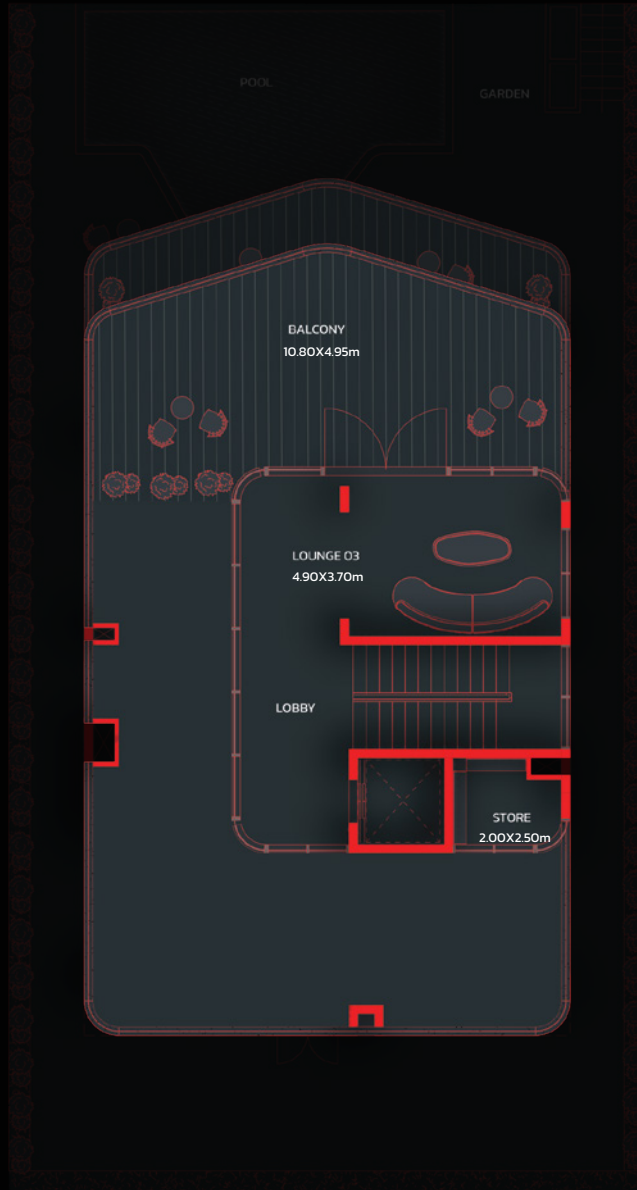 POOL
GARDEN
BALCONY
10.80X4.95m
LOUNGE 03
4.90X3.70m
LOBBY
STORE
2.00X2.50m